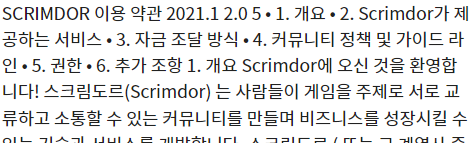 SCRIMDOR 이용 약관 2021.1 2.0 5 • 1. 개요 • 2. Scrimdor가 제
공하는 서비스 • 3. 자금 조달 방식 • 4. 커뮤니티 정책 및 가이드 라
인 • 5. 권한 • 6. 추가 조항 1. 개요 Scrimdor에 오신 것을 환영합
니다! 스크림도르(Scrimdor) 는 사람들이 게임을 주제로 서로 교
류하고 소통할 수 있는 커뮤니티를 만들며 비즈니스를 성장시킬 수